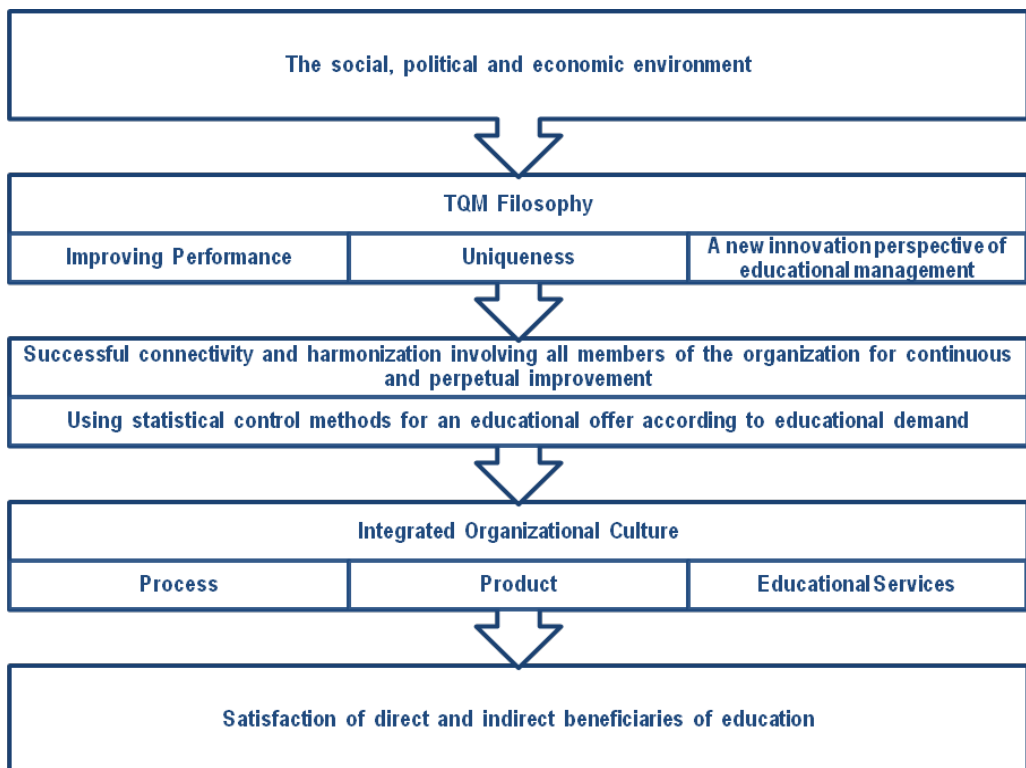 The social, political and economic environment
TQM Filosophy
Improving Performance
Uniqueness
A new innovation perspective of
educational management
Successful connectivity and harmonization involving all members of the organization for continuous
and perpetual improvement
Using statistical control methods for an educational offer according to educational demand
Integrated Organizational Culture
Process
Product
Educational Services
Satisfaction of direct and indirect beneficiaries of education